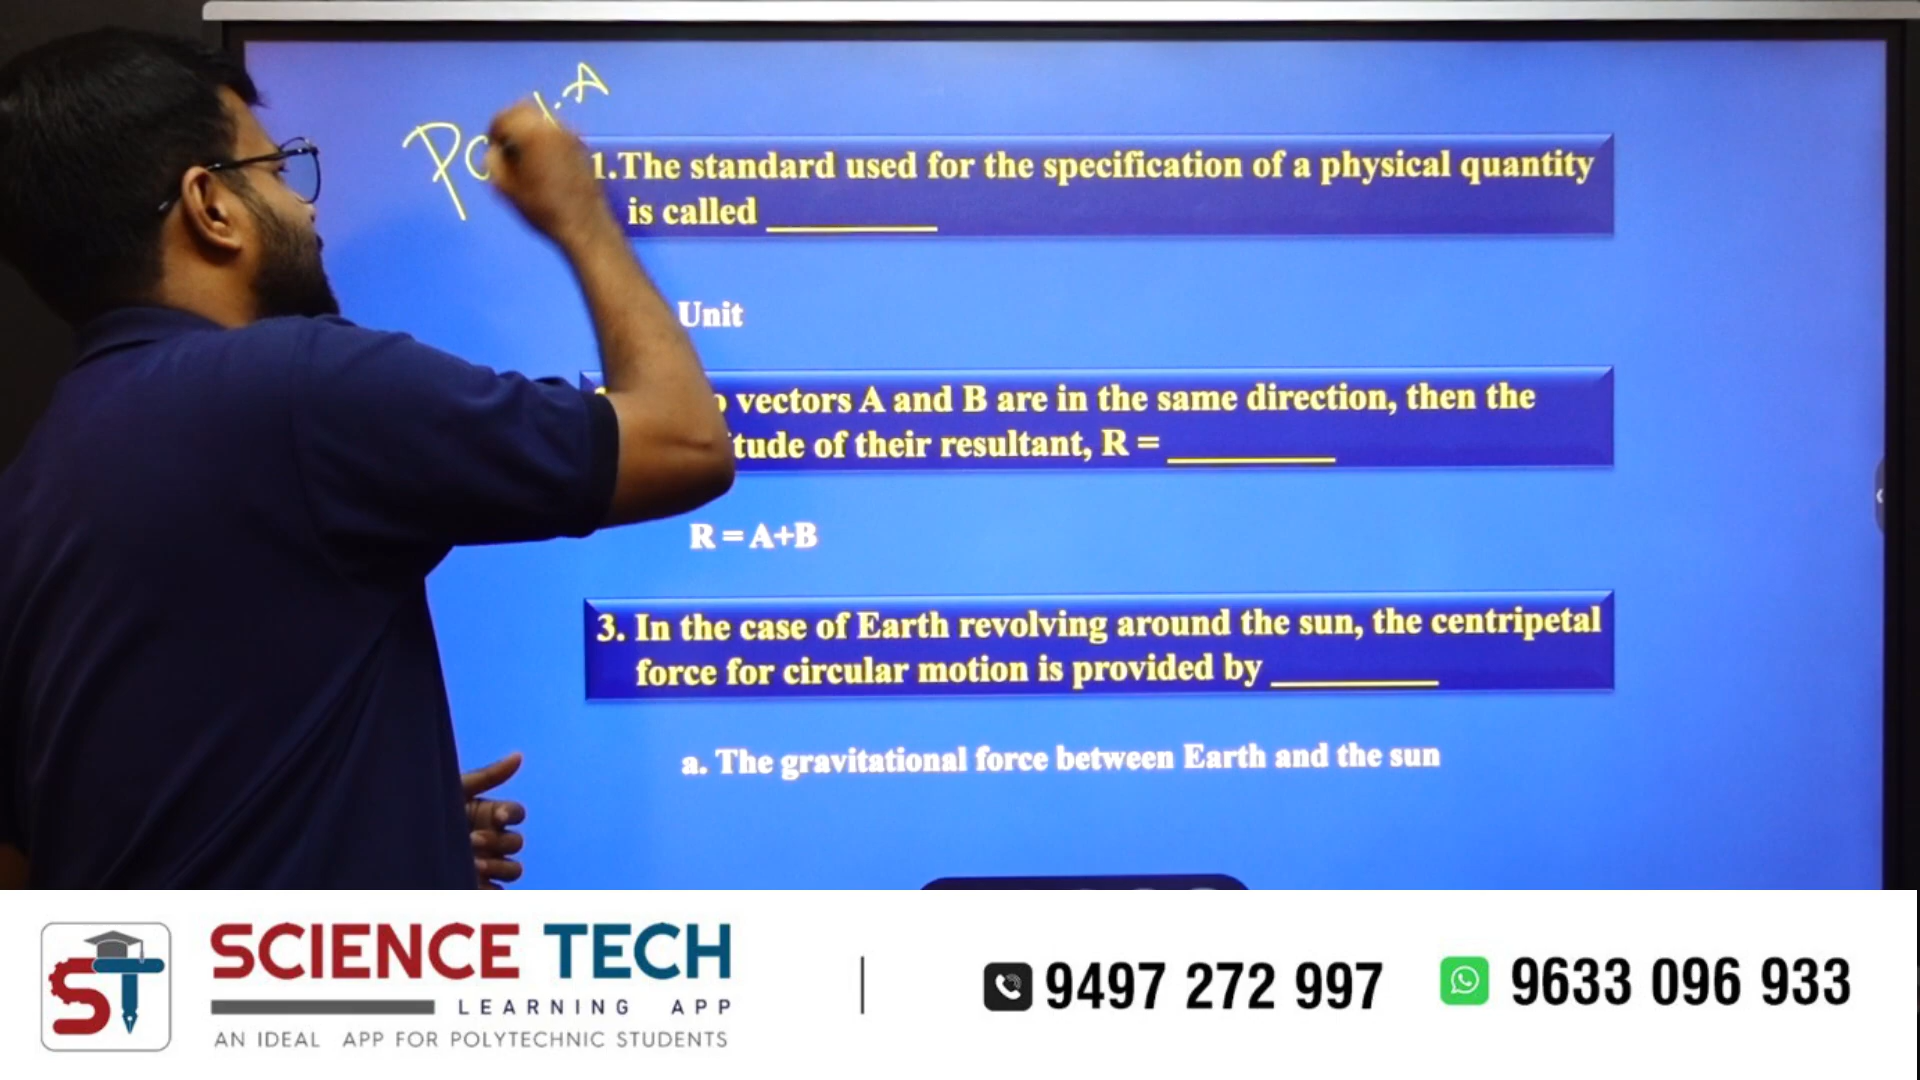 A
1.The standard used for the specification of a physical quantity
is called
Unit
vectors A and B are in the same direction, then the
tude of their resultant, R =
R = A+B
3. In the case of Earth revolving around the sun, the centripetal
force for circular motion is provided by
a. The gravitational force between Earth and the sun
ST
SCIENCE TECH
LEARNING APP
AN IDEAL APP FOR POLYTECHNIC STUDENTS
9497 272 997
9633 096 933